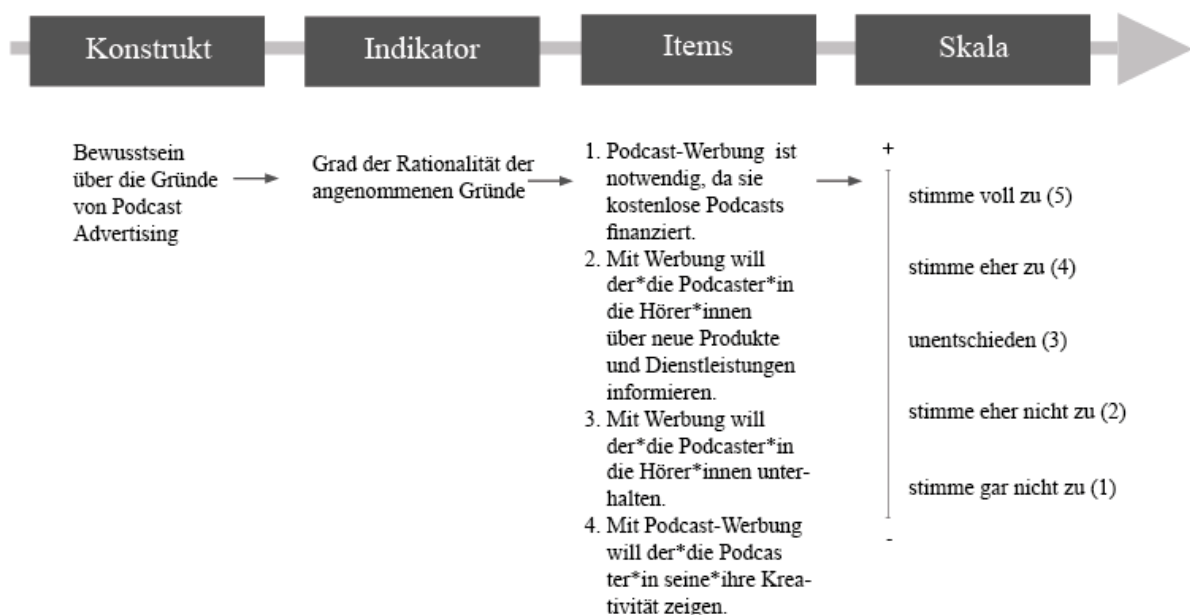 Konstrukt
Indikator
Items
Skala
Bewusstsein
über die Gründe
von Podcast
Advertising
Grad der Rationalität der
angenommenen Gründe
1. Podcast-Werbung ist
notwendig, da sie
kostenlose Podcasts
finanziert.
2. Mit Werbung will
der*die Podcaster*in
die Hörer*innen
über neue Produkte
und Dienstleistungen
informieren.
3. Mit Werbung will
der*die Podcaster*in
die Hörer*innen unter-
halten.
4. Mit Podcast-Werbung
will der*die Podcas
ter*in seine*ihre Krea-
tivität zeigen.
+
stimme voll zu (5)
stimme eher zu (4)
unentschieden (3)
stimme eher nicht zu (2)
stimme gar nicht zu (1)
-